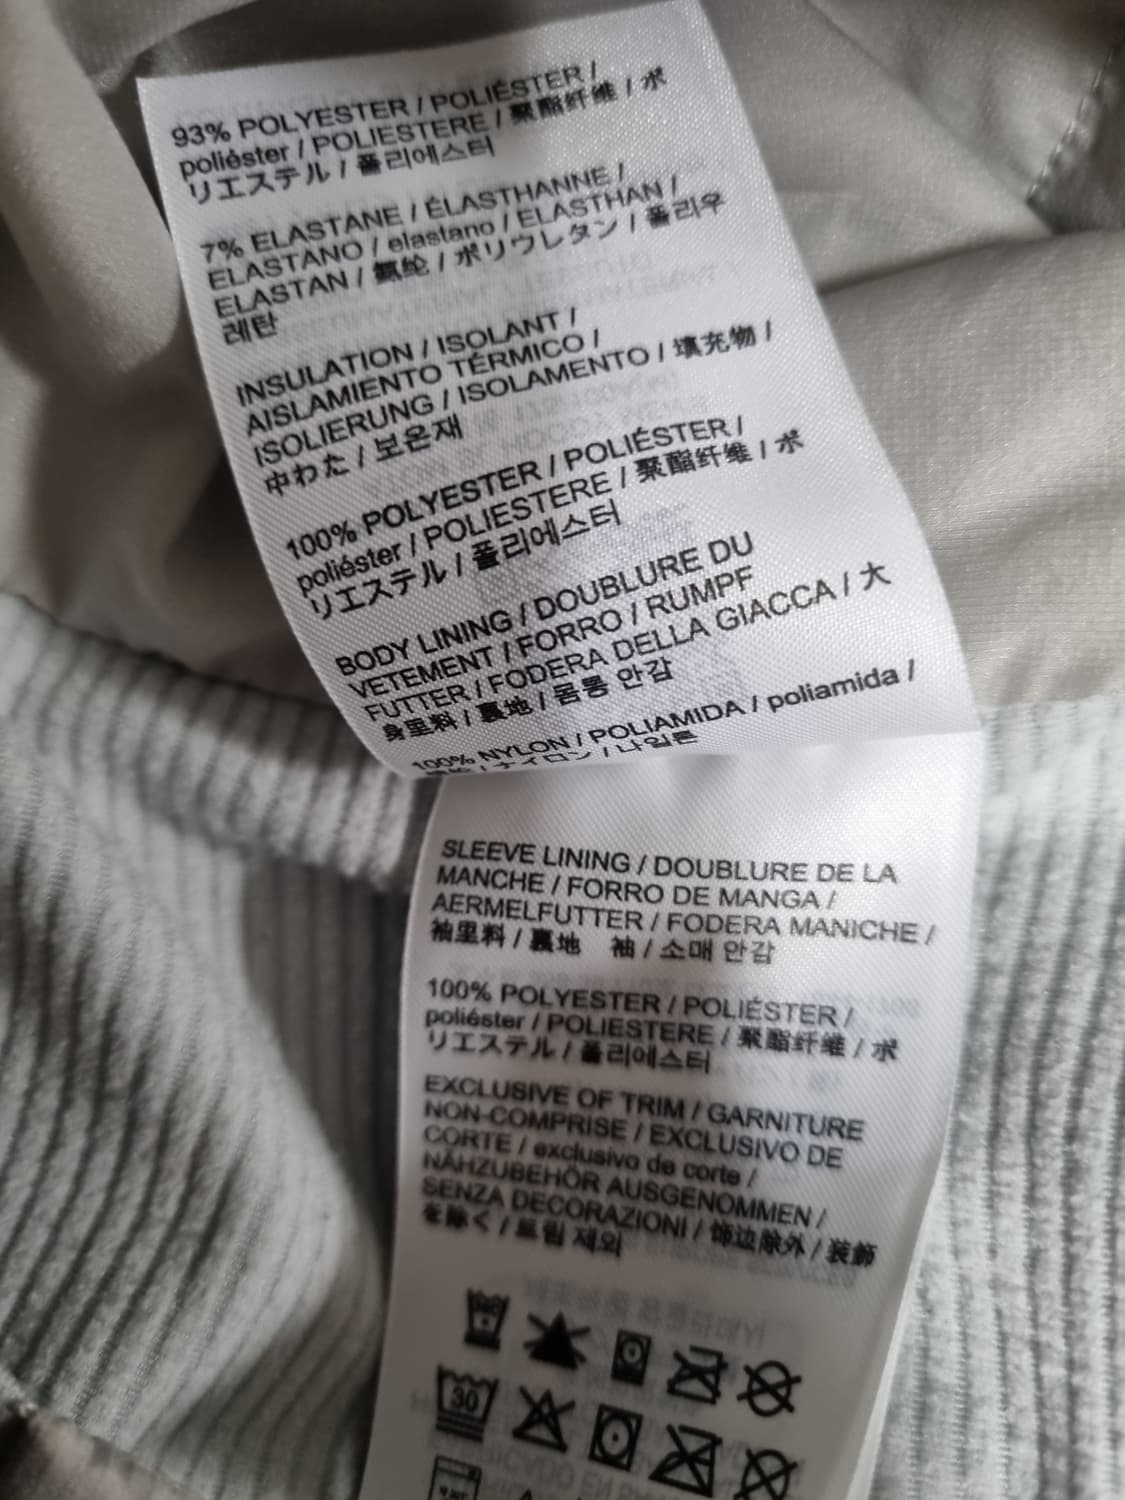 93% POLYESTER / POLIÉSTER /
poliéster / POLIESTERE / 聚酯纤维 / ポ
リエステル / 폴리에스터
7% ELASTANE / ÉLASTHANNE /
ELASTANO / elastano / ELASTHAN /
ELASTAN / 氨纶 / ポリウレタン / 폴리우
레탄
INSULATION / ISOLANT /
AISLAMIENTO TÉRMICO /
ISOLIERUNG / ISOLAMENTO / 填充物 /
中わた / 보온재
100% POLYESTER / POLIÉSTER /
poliéster / POLIESTERE / 聚酯纤维 / ポ
リエステル / 폴리에스터
BODY LINING / DOUBLURE DU
VETEMENT / FORRO / RUMPF
FUTTER / FODERA DELLA GIACCA / 大
身里料 / 裏地 / 몸통 안감
100% NYLON / POLIAMIDA / poliamida /
/ ナイロン / 나일론
SLEEVE LINING / DOUBLURE DE LA
MANCHE / FORRO DE MANGA /
AERMELFUTTER / FODERA MANICHE /
袖里料 / 裏地 袖 / 소매 안감
100% POLYESTER / POLIÉSTER /
poliéster / POLIESTERE / 聚酯纤维 / ポ
リエステル / 폴리에스터
EXCLUSIVE OF TRIM / GARNITURE
NON-COMPRISE / EXCLUSIVO DE
CORTE / exclusivo de corte /
NÄHZUBEHÖR AUSGENOMMEN /
SENZA DECORAZIONI / 饰边除外 / 装飾
を除く / 트림 제외
30